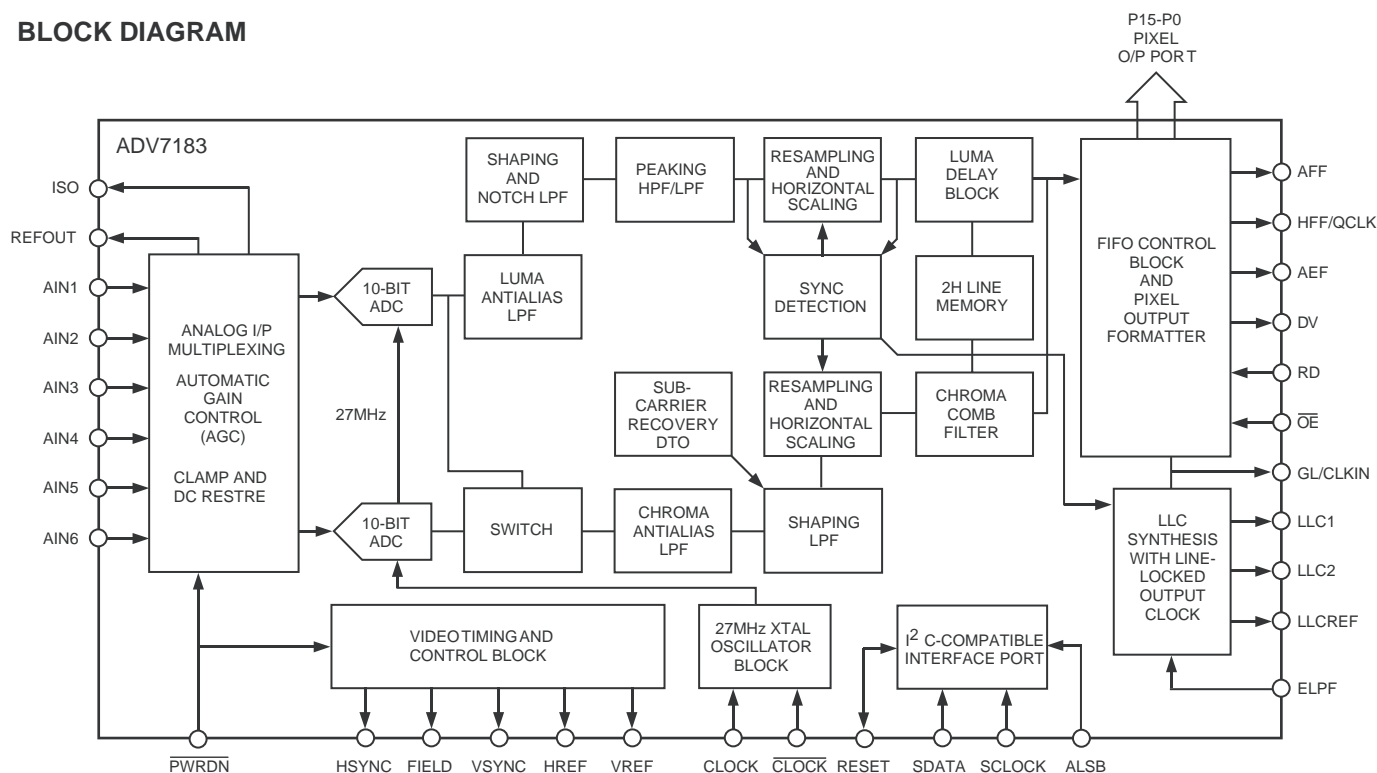 BLOCK DIAGRAM
P15-P0
PIXEL
O/P PORT
ADV7183
ISO
REFOUT
AIN1
AIN2
AIN3
AIN4
AIN5
AIN6
ANALOG I/P
MULTIPLEXING
AUTOMATIC
GAIN
CONTROL
(AGC)
CLAMP AND
DC RESTRE
10-BIT
ADC
27MHz
10-BIT
ADC
SHAPING
AND
NOTCH LPF
LUMA
ANTIALIAS
LPF
PEAKING
HPF/LPF
RESAMPLING
AND
HORIZONTAL
SCALING
LUMA
DELAY
BLOCK
SYNC
DETECTION
2H LINE
MEMORY
SUB-
CARRIER
RECOVERY
DTO
RESAMPLING
AND
HORIZONTAL
SCALING
CHROMA
COMB
FILTER
SWITCH
CHROMA
ANTIALIAS
LPF
SHAPING
LPF
FIFO CONTROL
BLOCK
AND
PIXEL
OUTPUT
FORMATTER
LLC
SYNTHESIS
WITH LINE-
LOCKED
OUTPUT
CLOCK
AFF
HFF/QCLK
AEF
DV
RD
OE
GL/CLKIN
LLC1
LLC2
LLCREF
ELPF
VIDEO TIMING AND
CONTROL BLOCK
27MHz XTAL
OSCILLATOR
BLOCK
I2 C-COMPATIBLE
INTERFACE PORT
PWRDN
HSYNC
FIELD
VSYNC
HREF
VREF
CLOCK
CLOCK
RESET
SDATA
SCLOCK
ALSB